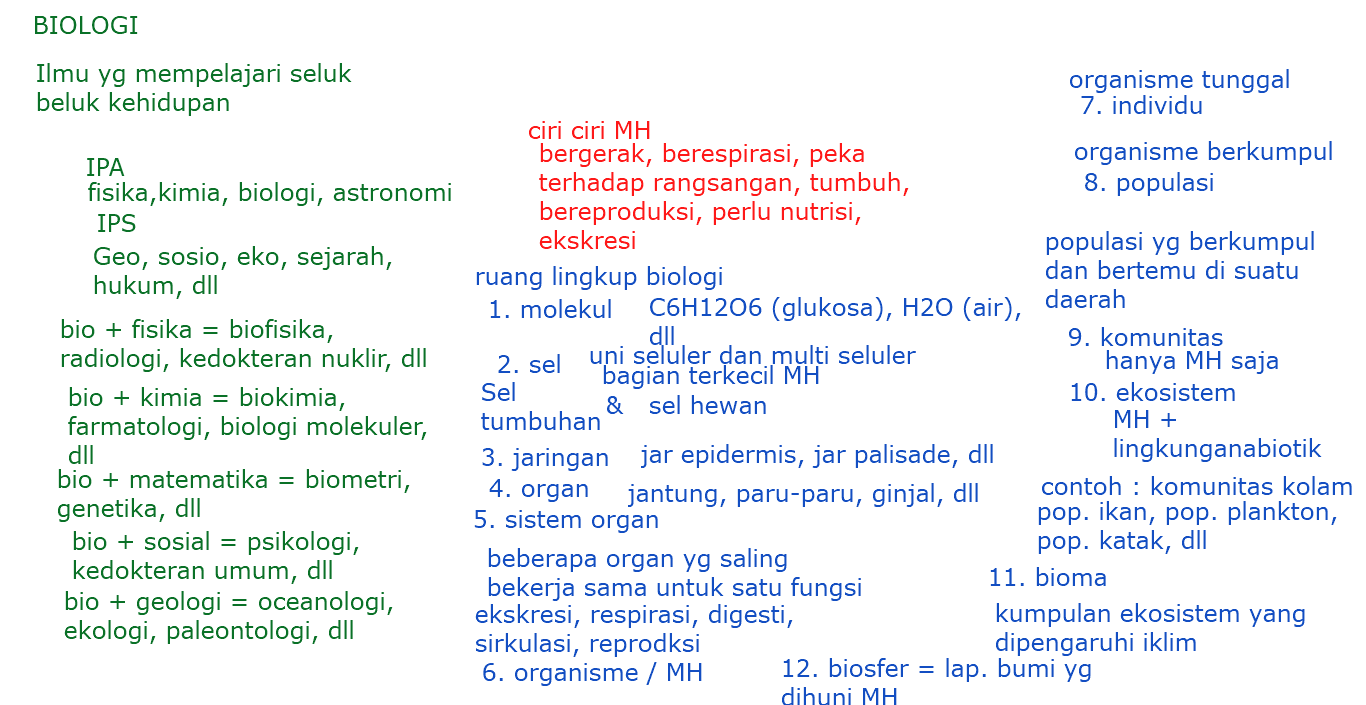 BIOLOGI
Ilmu yg mempelajari seluk
beluk kehidupan
IPA
fisika,kimia, biologi, astronomi
IPS
Geo, sosio, eko, sejarah,
hukum, dll
bio + fisika = biofisika,
radiologi, kedokteran nuklir, dll
bio + kimia = biokimia,
farmatologi, biologi molekuler,
dll
bio + matematika = biometri,
genetika, dll
bio + sosial = psikologi,
kedokteran umum, dll
bio + geologi = oceanologi,
ekologi, paleontologi, dll
ciri ciri MH
bergerak, berespirasi, peka
terhadap rangsangan, tumbuh,
bereproduksi, perlu nutrisi,
ekskresi
ruang lingkup biologi
1. molekul
C6H12O6 (glukosa), H2O (air),
dll
2. sel
uni seluler dan multi seluler
bagian terkecil MH
Sel
tumbuhan
& sel hewan
3. jaringan
jar epidermis, jar palisade, dll
4. organ
jantung, paru-paru, ginjal, dll
5. sistem organ
beberapa organ yg saling
bekerja sama untuk satu fungsi
ekskresi, respirasi, digesti,
sirkulasi, reprodksi
6. organisme / MH
organisme tunggal
7. individu
organisme berkumpul
8. populasi
populasi yg berkumpul
dan bertemu di suatu
daerah
9. komunitas
hanya MH saja
10. ekosistem
MH +
lingkunganabiotik
contoh : komunitas kolam
pop. ikan, pop. plankton,
pop. katak, dll
11. bioma
kumpulan ekosistem yang
dipengaruhi iklim
12. biosfer = lap. bumi yg
dihuni MH